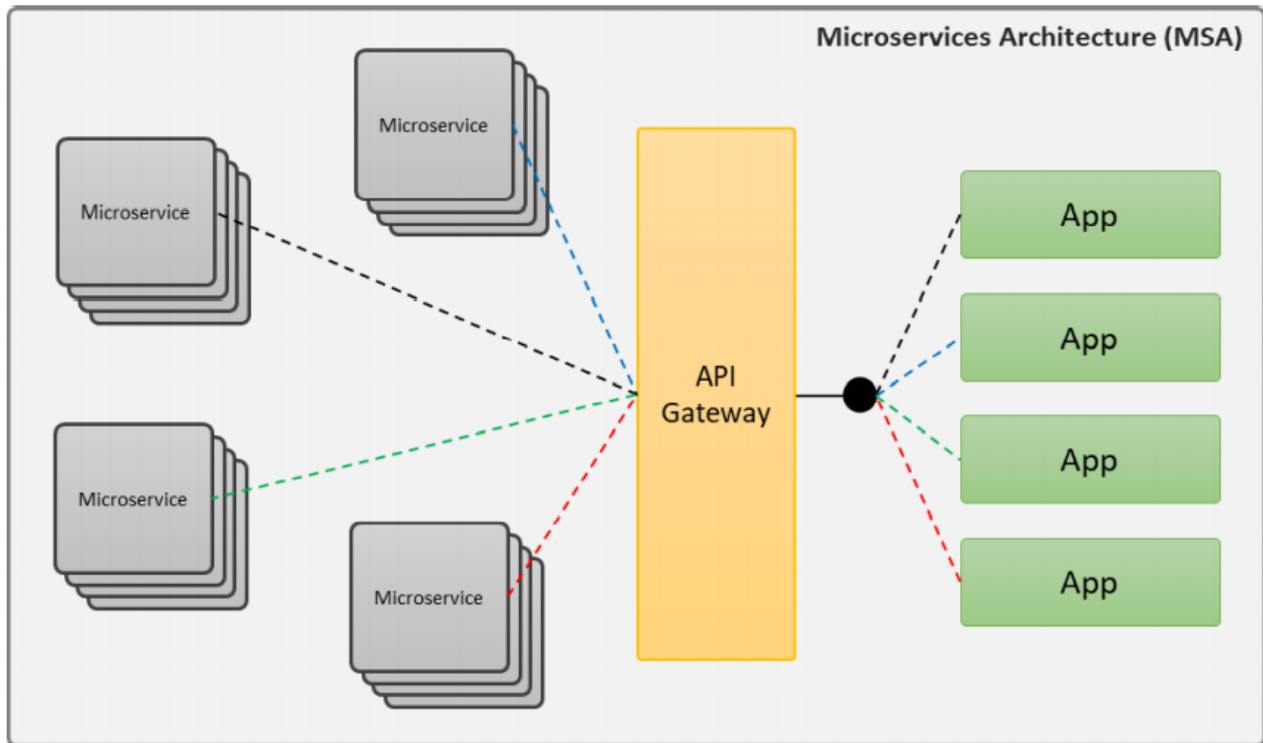 Microservices Architecture (MSA)
Microservice
Microservice
Microservice
Microservice
API
Gateway
App
App
App
App